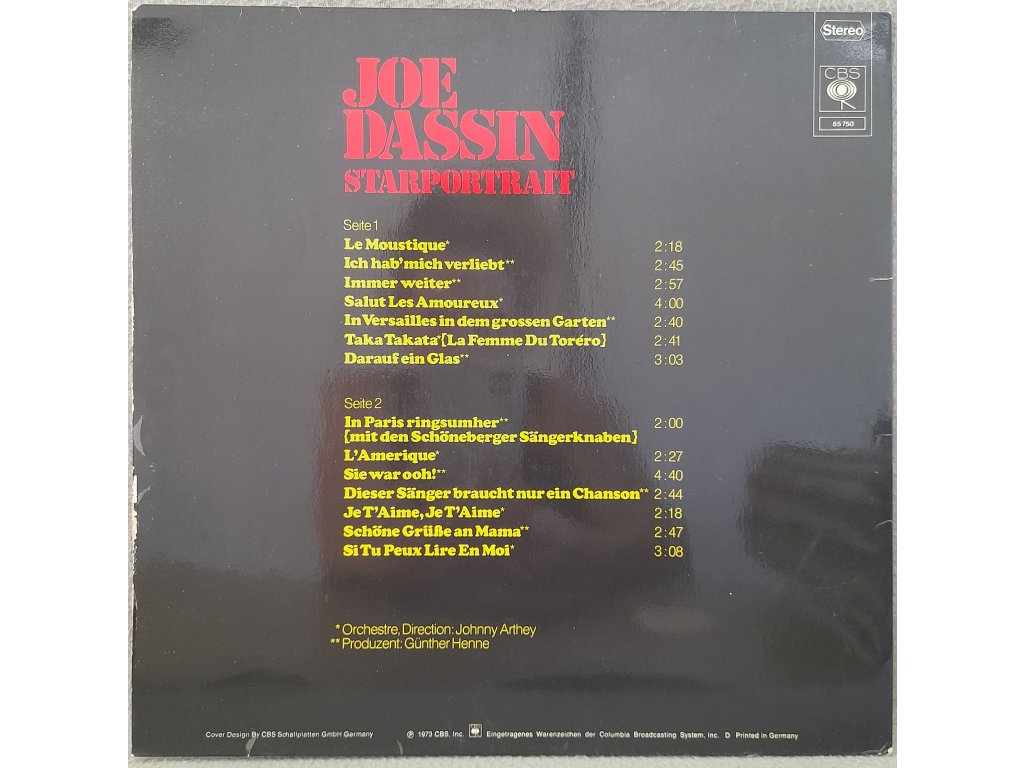 Stereo
CBS
65 750
JOE
DASSIN
STARPORTRAIT
Seite 1
Le Moustique* 2:18
Ich hab' mich verliebt** 2:45
Immer weiter** 2:57
Salut Les Amoureux* 4:00
In Versailles in dem grossen Garten** 2:40
Taka Takata* [La Femme Du Toréro] 2:41
Darauf ein Glas** 3:03
Seite 2
In Paris ringsumher** 2:00
[mit den Schöneberger Sängerknaben]
L'Amerique* 2:27
Sie war ooh!** 4:40
Dieser Sänger braucht nur ein Chanson** 2:44
Je T'Aime, Je T'Aime* 2:18
Schöne Grüße an Mama** 2:47
Si Tu Peux Lire En Moi* 3:08
* Orchestre, Direction: Johnny Arthey
** Produzent: Günther Henne
Cover Design By CBS Schallplatten GmbH Germany ℗ 1973 CBS, Inc. Eingetragenes Warenzeichen der Columbia Broadcasting System, Inc. D Printed in Germany